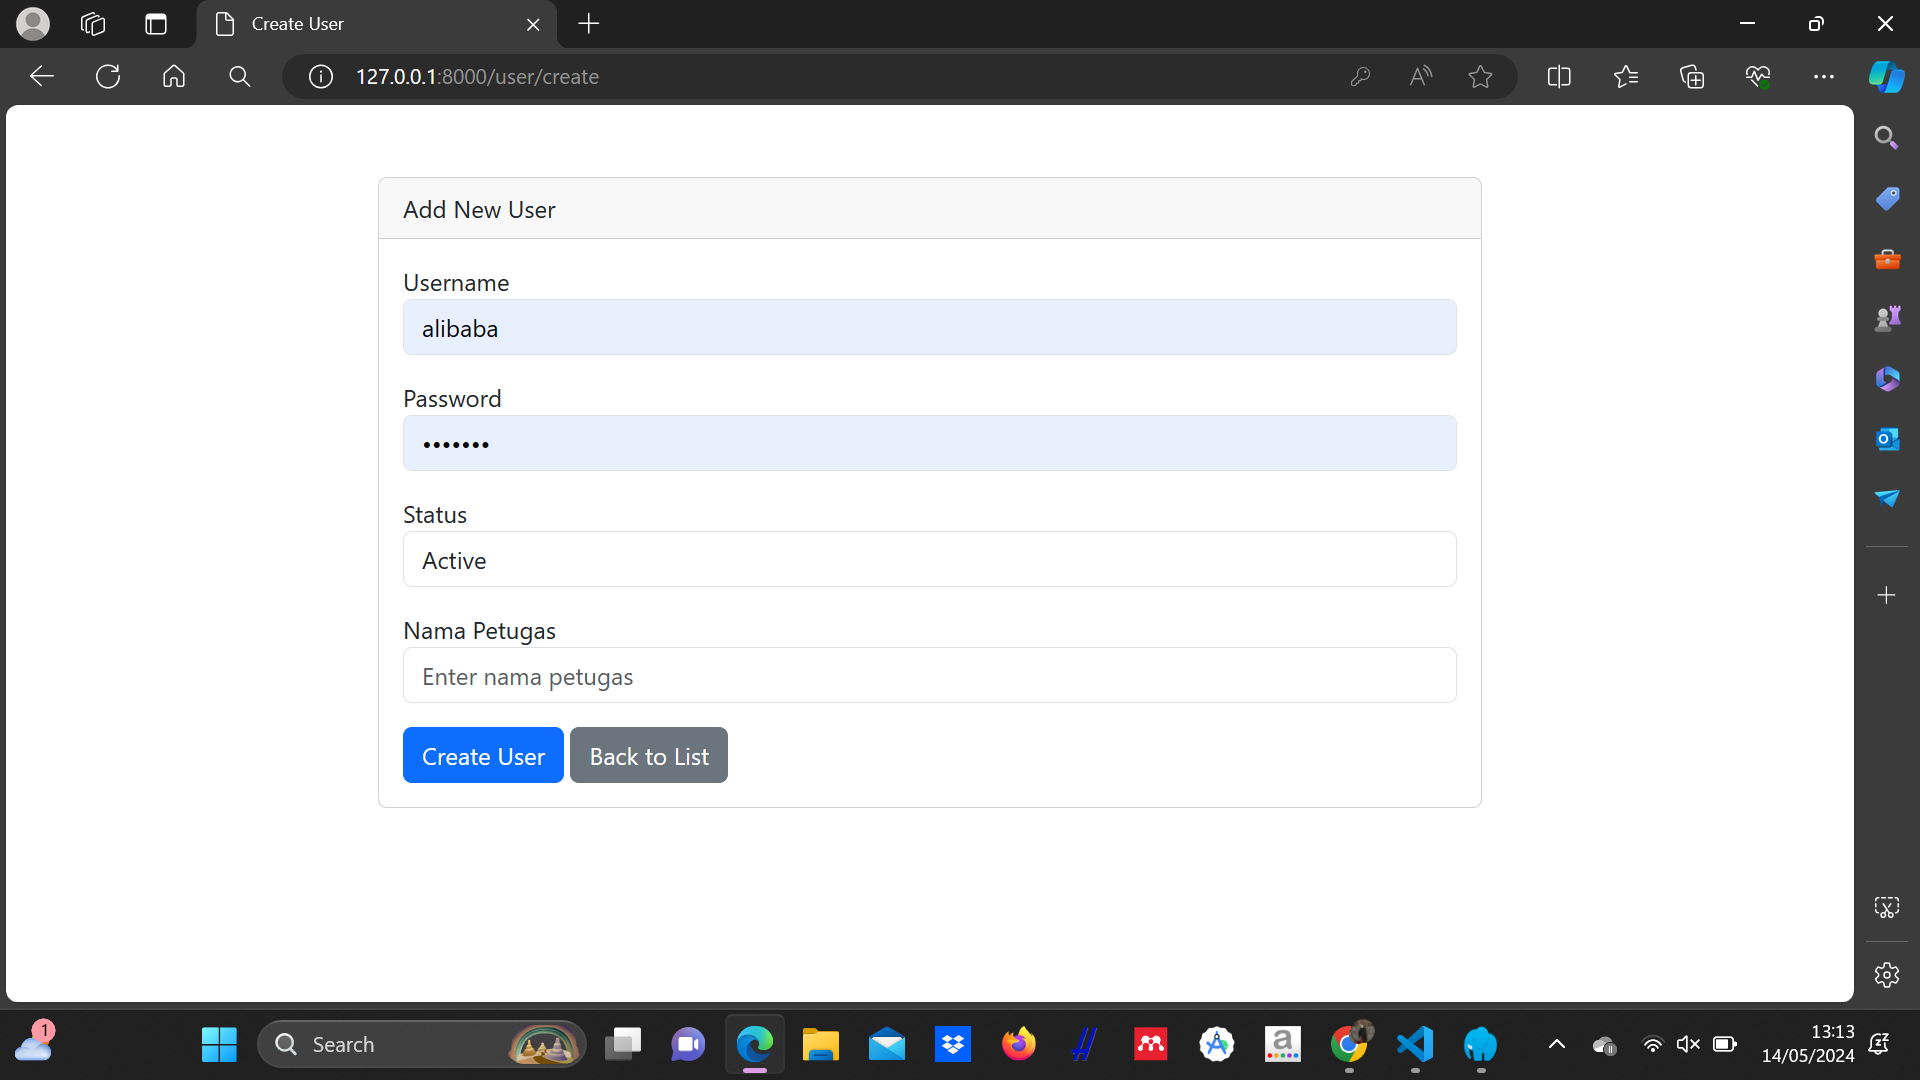 Create User
127.0.0.1:8000/user/create
Add New User
Username
alibaba
Password
•••••••
Status
Active
Nama Petugas
Enter nama petugas
Create User Back to List
1
Search
13:13
14/05/2024